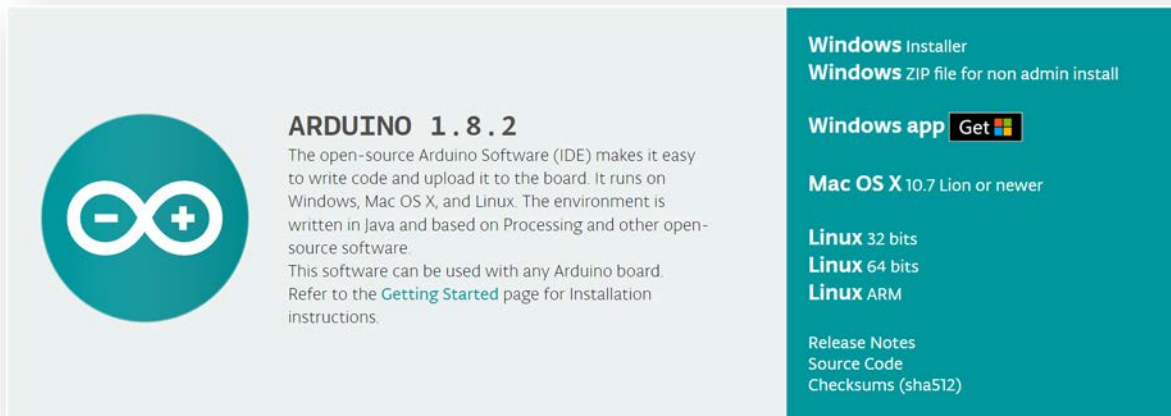 ARDUINO 1.8.2
The open-source Arduino Software (IDE) makes it easy
to write code and upload it to the board. It runs on
Windows, Mac OS X, and Linux. The environment is
written in Java and based on Processing and other open-
source software.
This software can be used with any Arduino board.
Refer to the Getting Started page for Installation
instructions.
Windows Installer
Windows ZIP file for non admin install
Windows app Get
Mac OS X 10.7 Lion or newer
Linux 32 bits
Linux 64 bits
Linux ARM
Release Notes
Source Code
Checksums (sha512)